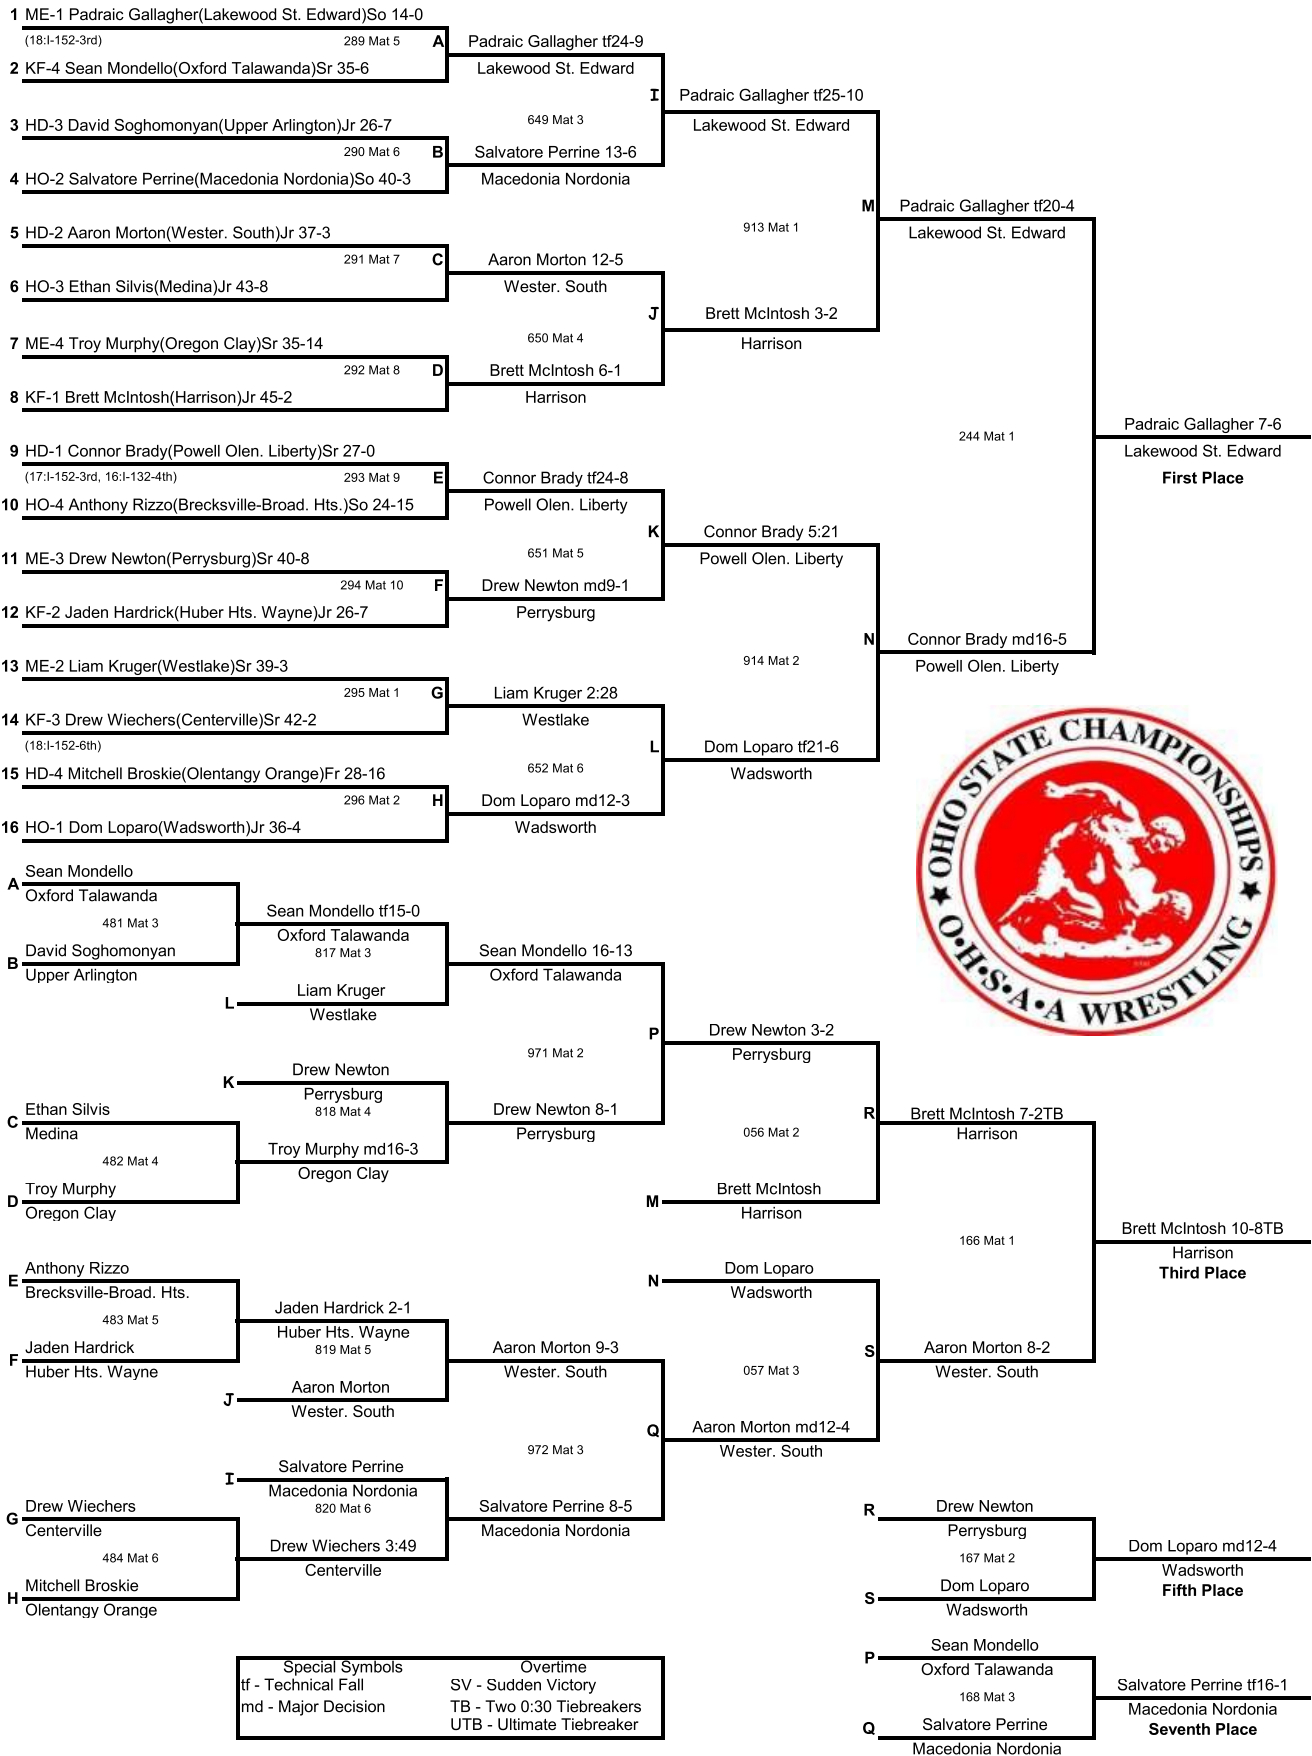 1 ME-1 Padraic Gallagher(Lakewood St. Edward)So 14-0
(18:I-152-3rd)
289 Mat 5
A
2 KF-4 Sean Mondello(Oxford Talawanda)Sr 35-6
3 HD-3 David Soghomonyan(Upper Arlington)Jr 26-7
290 Mat 6
B
4 HO-2 Salvatore Perrine(Macedonia Nordonia)So 40-3
5 HD-2 Aaron Morton(Wester. South)Jr 37-3
291 Mat 7
C
6 HO-3 Ethan Silvis(Medina)Jr 43-8
7 ME-4 Troy Murphy(Oregon Clay)Sr 35-14
292 Mat 8
D
8 KF-1 Brett McIntosh(Harrison)Jr 45-2
9 HD-1 Connor Brady(Powell Olen. Liberty)Sr 27-0
(17:I-152-3rd, 16:I-132-4th)
293 Mat 9
E
10 HO-4 Anthony Rizzo(Brecksville-Broad. Hts.)So 24-15
11 ME-3 Drew Newton(Perrysburg)Sr 40-8
294 Mat 10
F
12 KF-2 Jaden Hardrick(Huber Hts. Wayne)Jr 26-7
13 ME-2 Liam Kruger(Westlake)Sr 39-3
295 Mat 1
G
14 KF-3 Drew Wiechers(Centerville)Sr 42-2
(18:I-152-6th)
15 HD-4 Mitchell Broskie(Olentangy Orange)Fr 28-16
296 Mat 2
H
16 HO-1 Dom Loparo(Wadsworth)Jr 36-4
Padraic Gallagher tf24-9
Lakewood St. Edward
649 Mat 3
I
Salvatore Perrine 13-6
Macedonia Nordonia
Aaron Morton 12-5
Wester. South
650 Mat 4
J
Brett McIntosh 6-1
Harrison
Connor Brady tf24-8
Powell Olen. Liberty
651 Mat 5
K
Drew Newton md9-1
Perrysburg
Liam Kruger 2:28
Westlake
652 Mat 6
L
Dom Loparo md12-3
Wadsworth
Padraic Gallagher tf25-10
Lakewood St. Edward
913 Mat 1
M
Brett McIntosh 3-2
Harrison
Connor Brady 5:21
Powell Olen. Liberty
914 Mat 2
N
Dom Loparo tf21-6
Wadsworth
Padraic Gallagher tf20-4
Lakewood St. Edward
244 Mat 1
Connor Brady md16-5
Powell Olen. Liberty
Padraic Gallagher 7-6
Lakewood St. Edward
First Place
OHIO STATE CHAMPIONSHIPS
O•H•S•A•A WRESTLING
A
Sean Mondello
Oxford Talawanda
481 Mat 3
B
David Soghomonyan
Upper Arlington
Sean Mondello tf15-0
Oxford Talawanda
817 Mat 3
L
Liam Kruger
Westlake
Sean Mondello 16-13
Oxford Talawanda
K
Drew Newton
Perrysburg
818 Mat 4
C
Ethan Silvis
Medina
482 Mat 4
D
Troy Murphy
Oregon Clay
Troy Murphy md16-3
Oregon Clay
971 Mat 2
P
Drew Newton 8-1
Perrysburg
Drew Newton 3-2
Perrysburg
056 Mat 2
R
M
Brett McIntosh
Harrison
Brett McIntosh 7-2TB
Harrison
166 Mat 1
Brett McIntosh 10-8TB
Harrison
Third Place
E
Anthony Rizzo
Brecksville-Broad. Hts.
483 Mat 5
F
Jaden Hardrick
Huber Hts. Wayne
Jaden Hardrick 2-1
Huber Hts. Wayne
819 Mat 5
J
Aaron Morton
Wester. South
Aaron Morton 9-3
Wester. South
I
Salvatore Perrine
Macedonia Nordonia
820 Mat 6
G
Drew Wiechers
Centerville
484 Mat 6
H
Mitchell Broskie
Olentangy Orange
Drew Wiechers 3:49
Centerville
972 Mat 3
Q
Salvatore Perrine 8-5
Macedonia Nordonia
N
Dom Loparo
Wadsworth
057 Mat 3
S
Aaron Morton md12-4
Wester. South
Aaron Morton 8-2
Wester. South
R
Drew Newton
Perrysburg
167 Mat 2
S
Dom Loparo
Wadsworth
Dom Loparo md12-4
Wadsworth
Fifth Place
P
Sean Mondello
Oxford Talawanda
168 Mat 3
Q
Salvatore Perrine
Macedonia Nordonia
Salvatore Perrine tf16-1
Macedonia Nordonia
Seventh Place
Special Symbols
tf - Technical Fall
md - Major Decision
Overtime
SV - Sudden Victory
TB - Two 0:30 Tiebreakers
UTB - Ultimate Tiebreaker